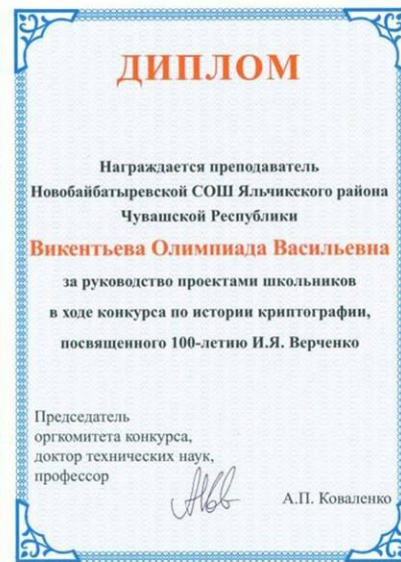 ДИПЛОМ
Награждается преподаватель
Новобайбатыревской СОШ Яльчикского района
Чувашской Республики
Викентьева Олимпиада Васильевна
за руководство проектами школьников
в ходе конкурса по истории криптографии,
посвященного 100-летию И.Я. Верченко
Председатель
оргкомитета конкурса,
доктор технических наук,
профессор
А.П. Коваленко